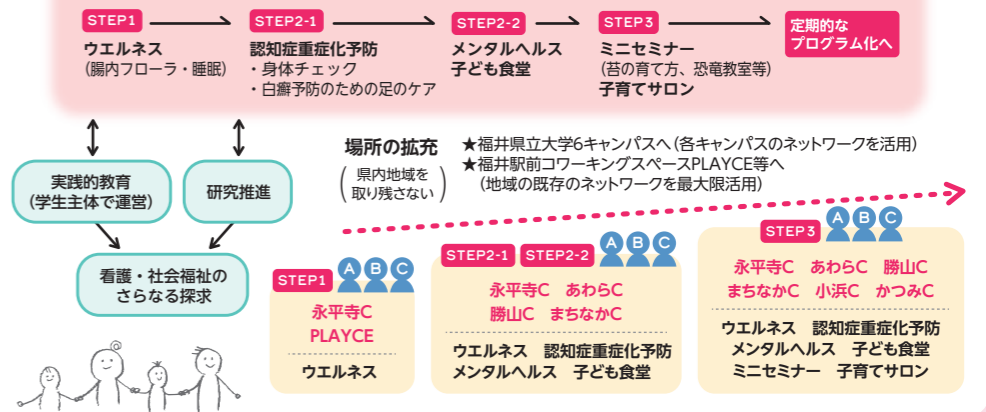 STEP1
ウエルネス
（腸内フローラ・睡眠）
STEP2-1
認知症重症化予防
・身体チェック
・白癬予防のための足のケア
STEP2-2
メンタルヘルス
子ども食堂
STEP3
ミニセミナー
（苔の育て方、恐竜教室等）
子育てサロン
定期的な
プログラム化へ
実践的教育
（学生主体で運営）
研究推進
看護・社会福祉の
さらなる探求
場所の拡充
（県内地域を
取り残さない）
★福井県立大学6キャンパスへ（各キャンパスのネットワークを活用）
★福井駅前コワーキングスペースPLAYCE等へ
（地域の既存のネットワークを最大限活用）
STEP1 A B C
永平寺C
PLAYCE
ウエルネス
STEP2-1 STEP2-2 A B C
永平寺C あわらC
勝山C まちなかC
ウエルネス 認知症重症化予防
メンタルヘルス 子ども食堂
STEP3 A B C
永平寺C あわらC 勝山C
まちなかC 小浜C かつみC
ウエルネス 認知症重症化予防
メンタルヘルス 子ども食堂
ミニセミナー 子育てサロン